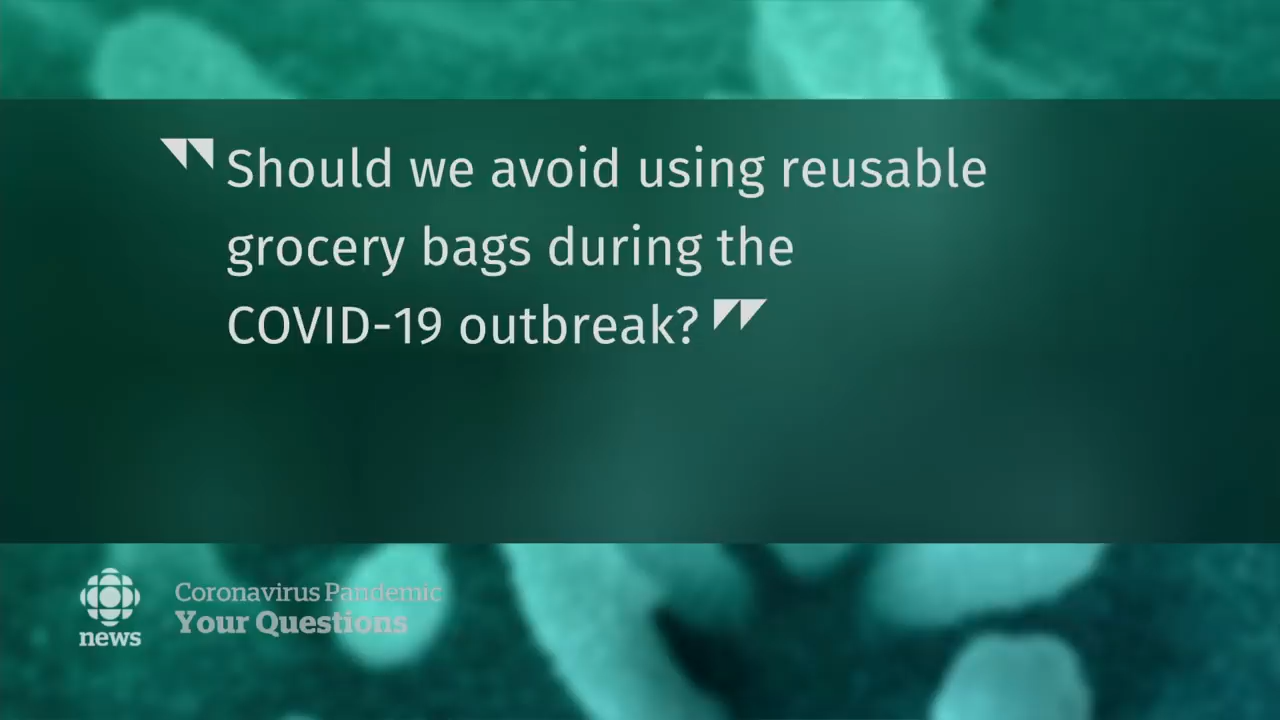 "Should we avoid using reusable
grocery bags during the
COVID-19 outbreak?"
Coronavirus Pandemic
Your Questions
news